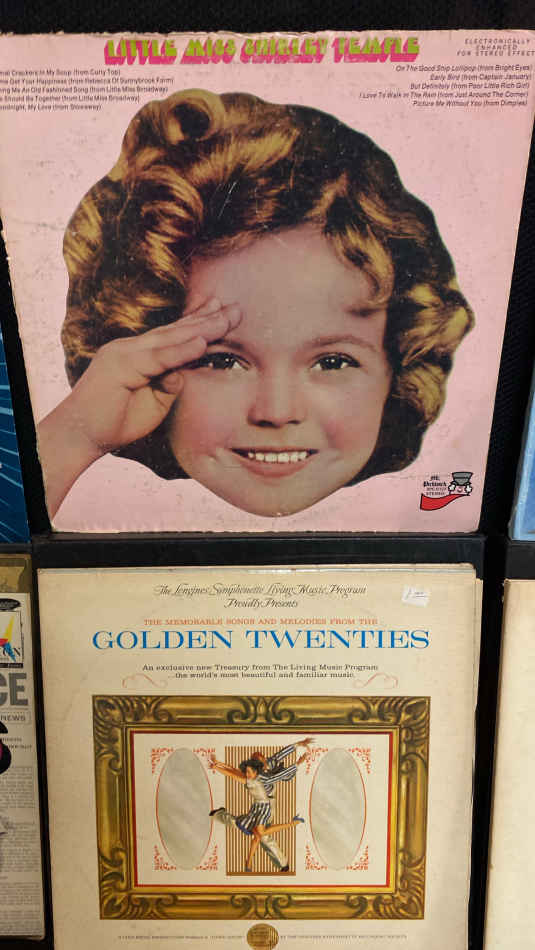 LITTLE MISS SHIRLEY TEMPLE
ELECTRONICALLY
ENHANCED
FOR STEREO EFFECT
Crackers In My Soup (from Curly Top)
Get Your Happiness (from Rebecca Of Sunnybrook Farm)
Me An Old Fashioned Song (from Little Miss Broadway)
Should Be Together (from Little Miss Broadway)
My Love (from Stowaway)
On The Good Ship Lollipop (from Bright Eyes)
Early Bird (from Captain January)
But Definitely (from Poor Little Rich Girl)
I Love To Walk In The Rain (from Just Around The Corner)
Picture Me Without You (from Dimples)
Mr.
Pickwick
STEREO
The Longines Symphonette Living Music Program
Proudly Presents
THE MEMORABLE SONGS AND MELODIES FROM THE
GOLDEN TWENTIES
An exclusive new Treasury from The Living Music Program
...the world's most beautiful and familiar music.
NEWS